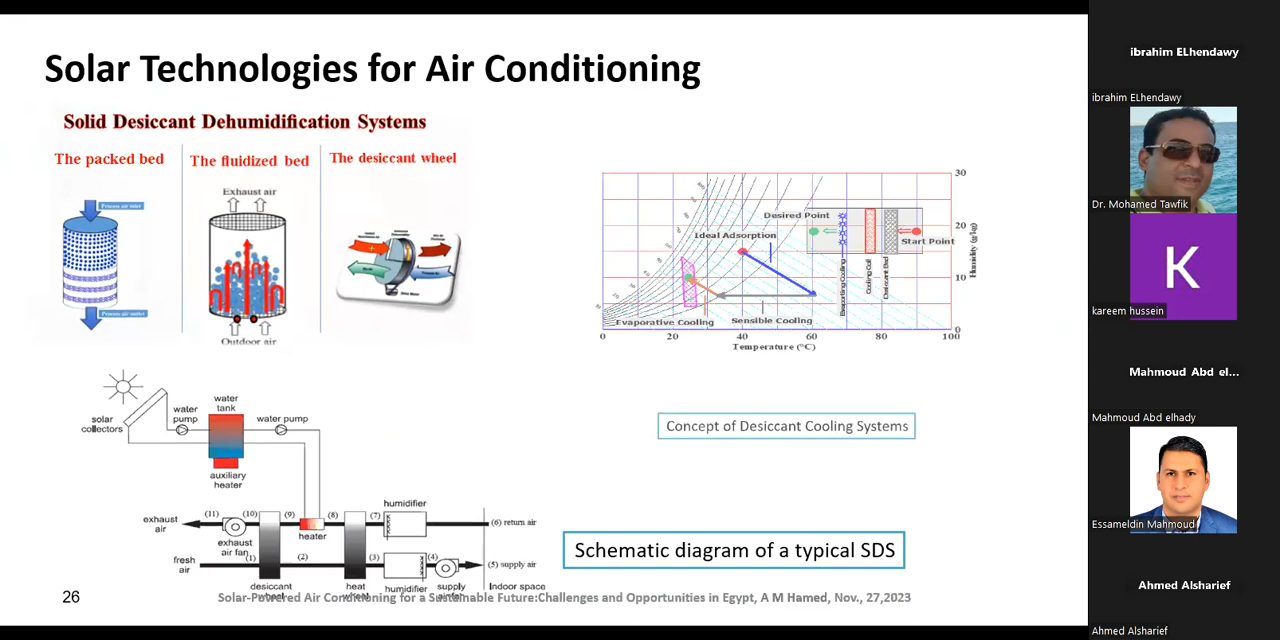 Solar Technologies for Air Conditioning
Solid Desiccant Dehumidification Systems
The packed bed
The fluidized bed
The desiccant wheel
Process air inlet
Process air outlet
Exhaust air
Outdoor air
30
20
10
0
Humidity (g/kg)
Desired Point
Start Point
Ideal Adsorption
Evaporative Cooling
Sensible Cooling
Cooling Coil
Desiccant Bed
0
20
40
60
80
100
Temperature (°C)
Concept of Desiccant Cooling Systems
solar
collectors
water
pump
water
tank
water pump
auxiliary
heater
exhaust
air
(11)
(10)
(9)
(8)
(7)
humidifier
(6) return air
exhaust
air fan
heater
fresh
air
(1)
(2)
(3)
(4)
(5) supply air
desiccant
wheel
heat
wheel
humidifier
supply
Indoor space
Schematic diagram of a typical SDS
26
Solar-Powered Air Conditioning for a Sustainable Future:Challenges and Opportunities in Egypt, A M Hamed, Nov., 27,2023
ibrahim ELhendawy
ibrahim ELhendawy
Dr. Mohamed Tawfik
K
kareem hussein
Mahmoud Abd el...
Mahmoud Abd elhady
Essameldin Mahmoud
Ahmed Alsharief
Ahmed Alsharief